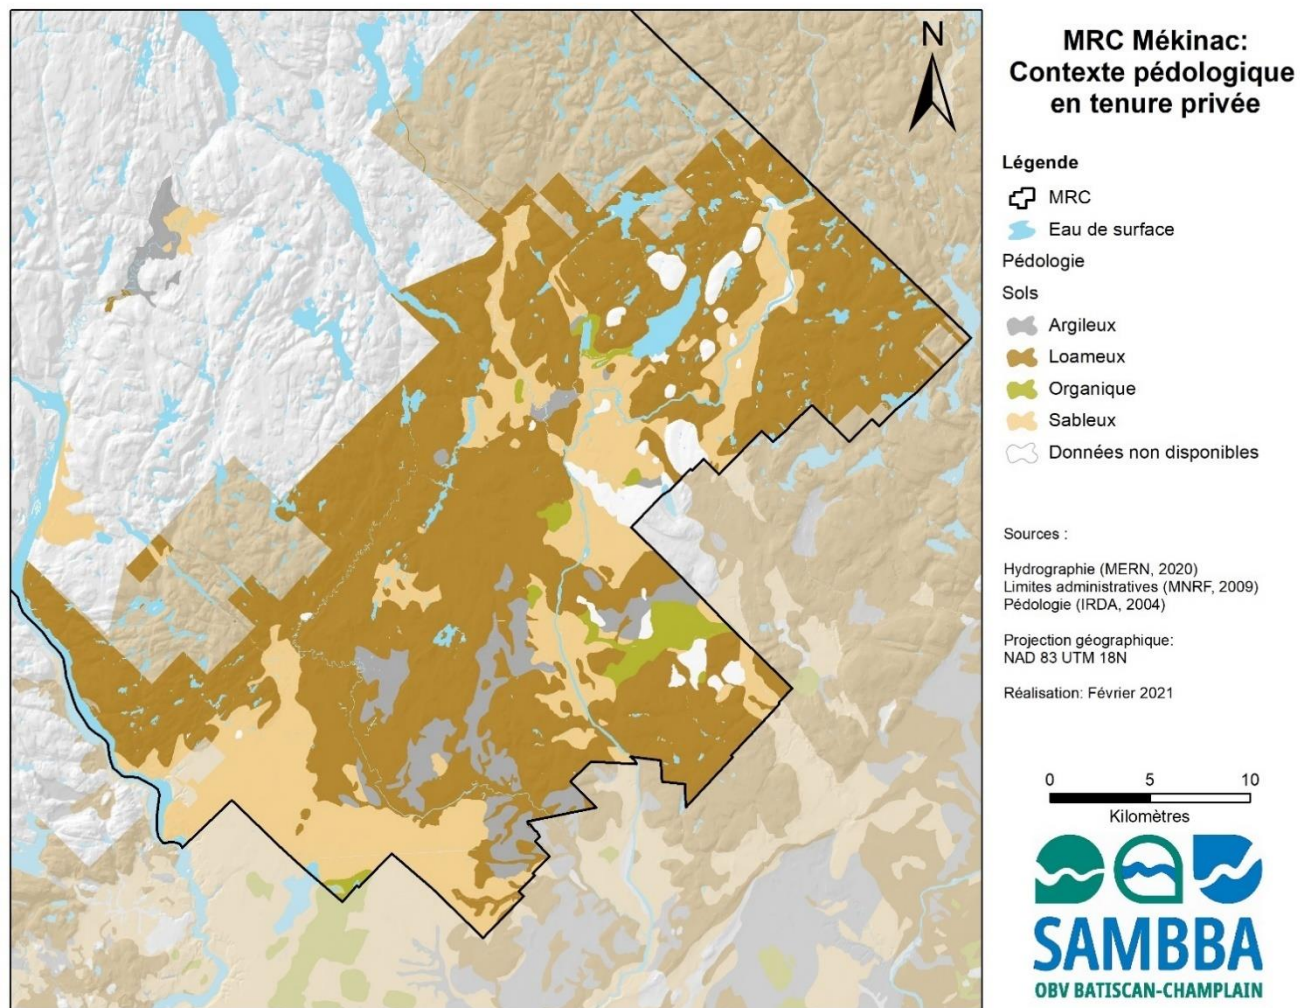 N
MRC Mékinac:
Contexte pédologique
en tenure privée
Légende
MRC
Eau de surface
Pédologie
Sols
Argileux
Loameux
Organique
Sableux
Données non disponibles
Sources :
Hydrographie (MERN, 2020)
Limites administratives (MNRF, 2009)
Pédologie (IRDA, 2004)
Projection géographique:
NAD 83 UTM 18N
Réalisation: Février 2021
0 5 10
Kilomètres
SAMBBA
OBV BATISCAN-CHAMPLAIN